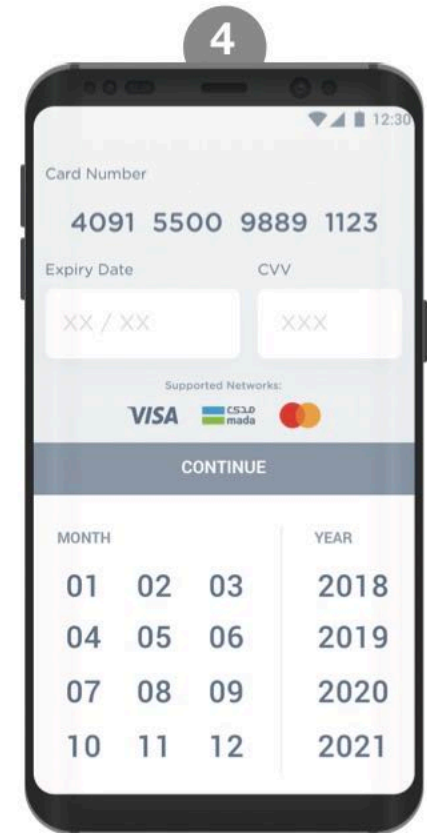 4
12:30
Card Number
4091 5500 9889 1123
Expiry Date CVV
XX / XX XXX
Supported Networks:
VISA مدى mada
CONTINUE
MONTH YEAR
01 02 03 2018
04 05 06 2019
07 08 09 2020
10 11 12 2021